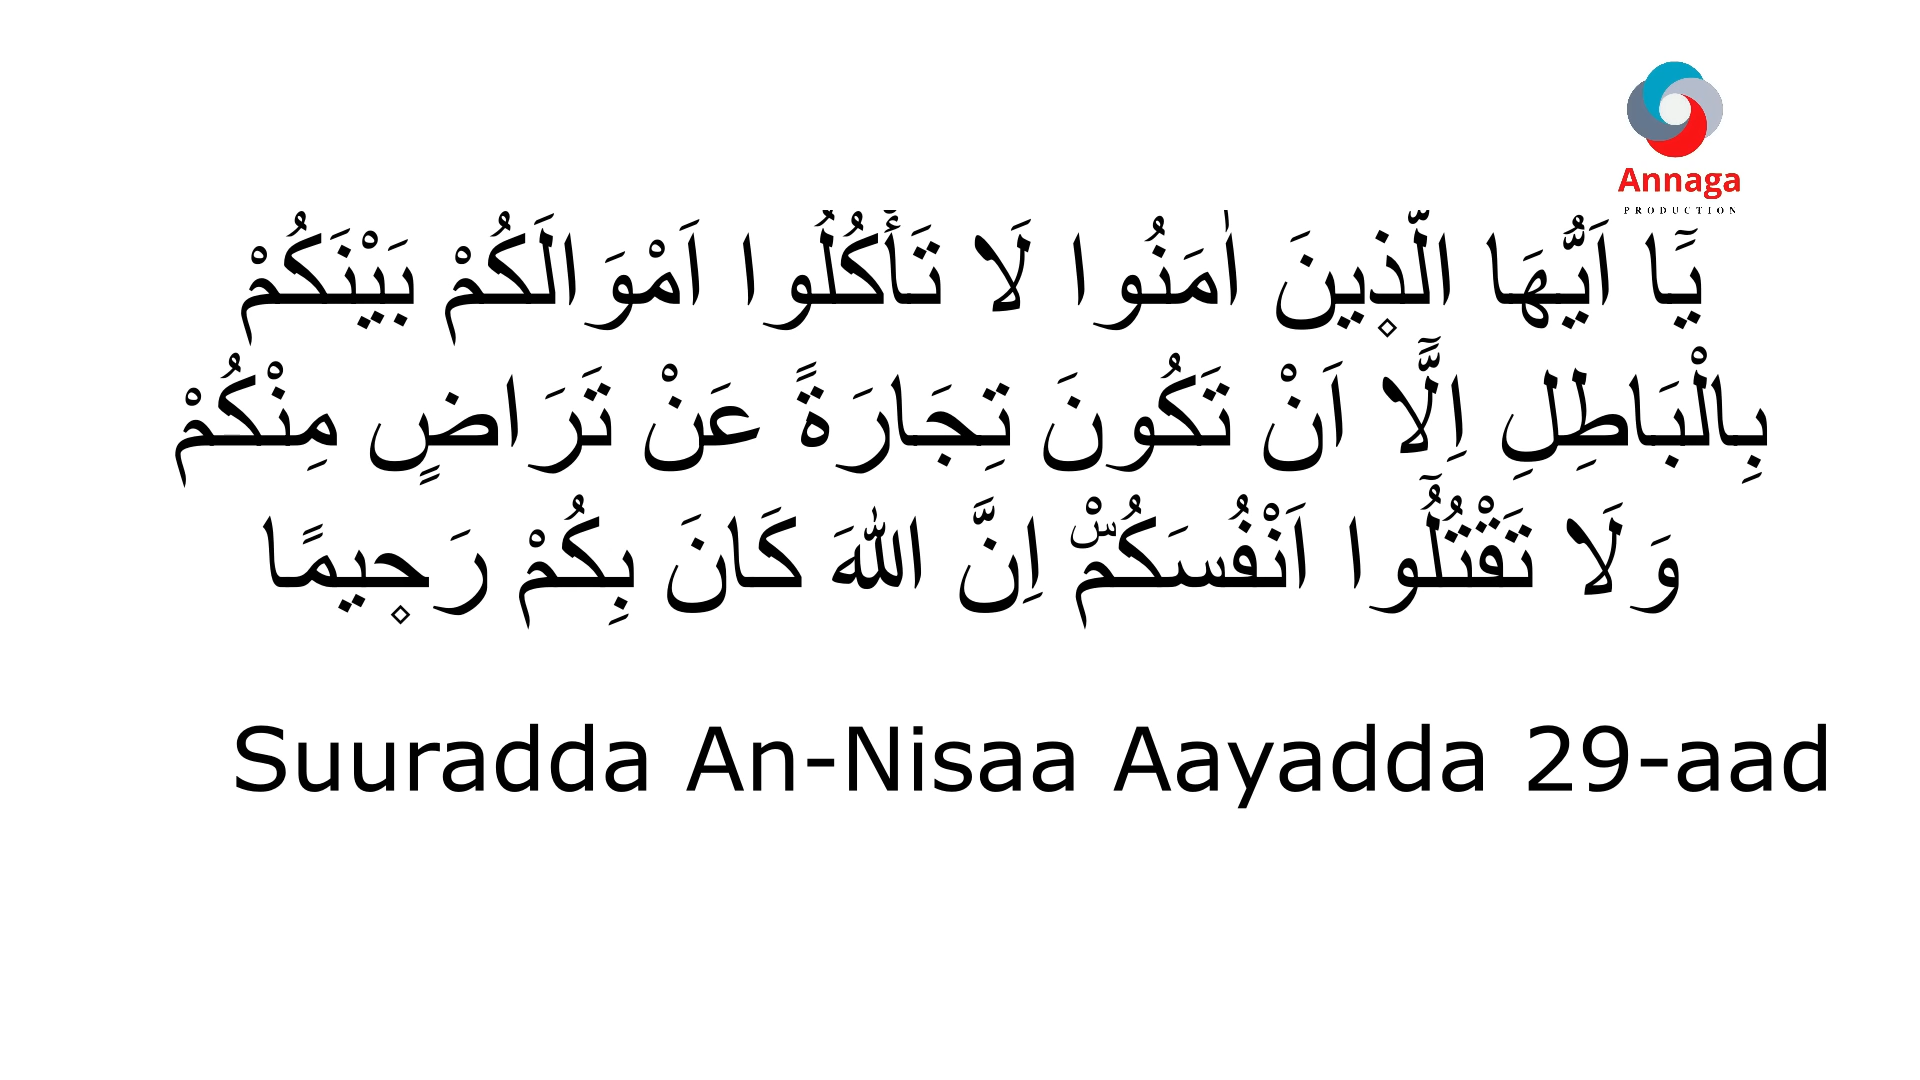 Annaga
PRODUCTION
يَٓا اَيُّهَا الَّذ۪ينَ اٰمَنُوا لَا تَأْكُلُٓوا اَمْوَالَكُمْ بَيْنَكُمْ
بِالْبَاطِلِ اِلَّٓا اَنْ تَكُونَ تِجَارَةً عَنْ تَرَاضٍ مِنْكُمْ
وَلَا تَقْتُلُٓوا اَنْفُسَكُمْۜ اِنَّ اللّٰهَ كَانَ بِكُمْ رَح۪يمًا
Suuradda An-Nisaa Aayadda 29-aad